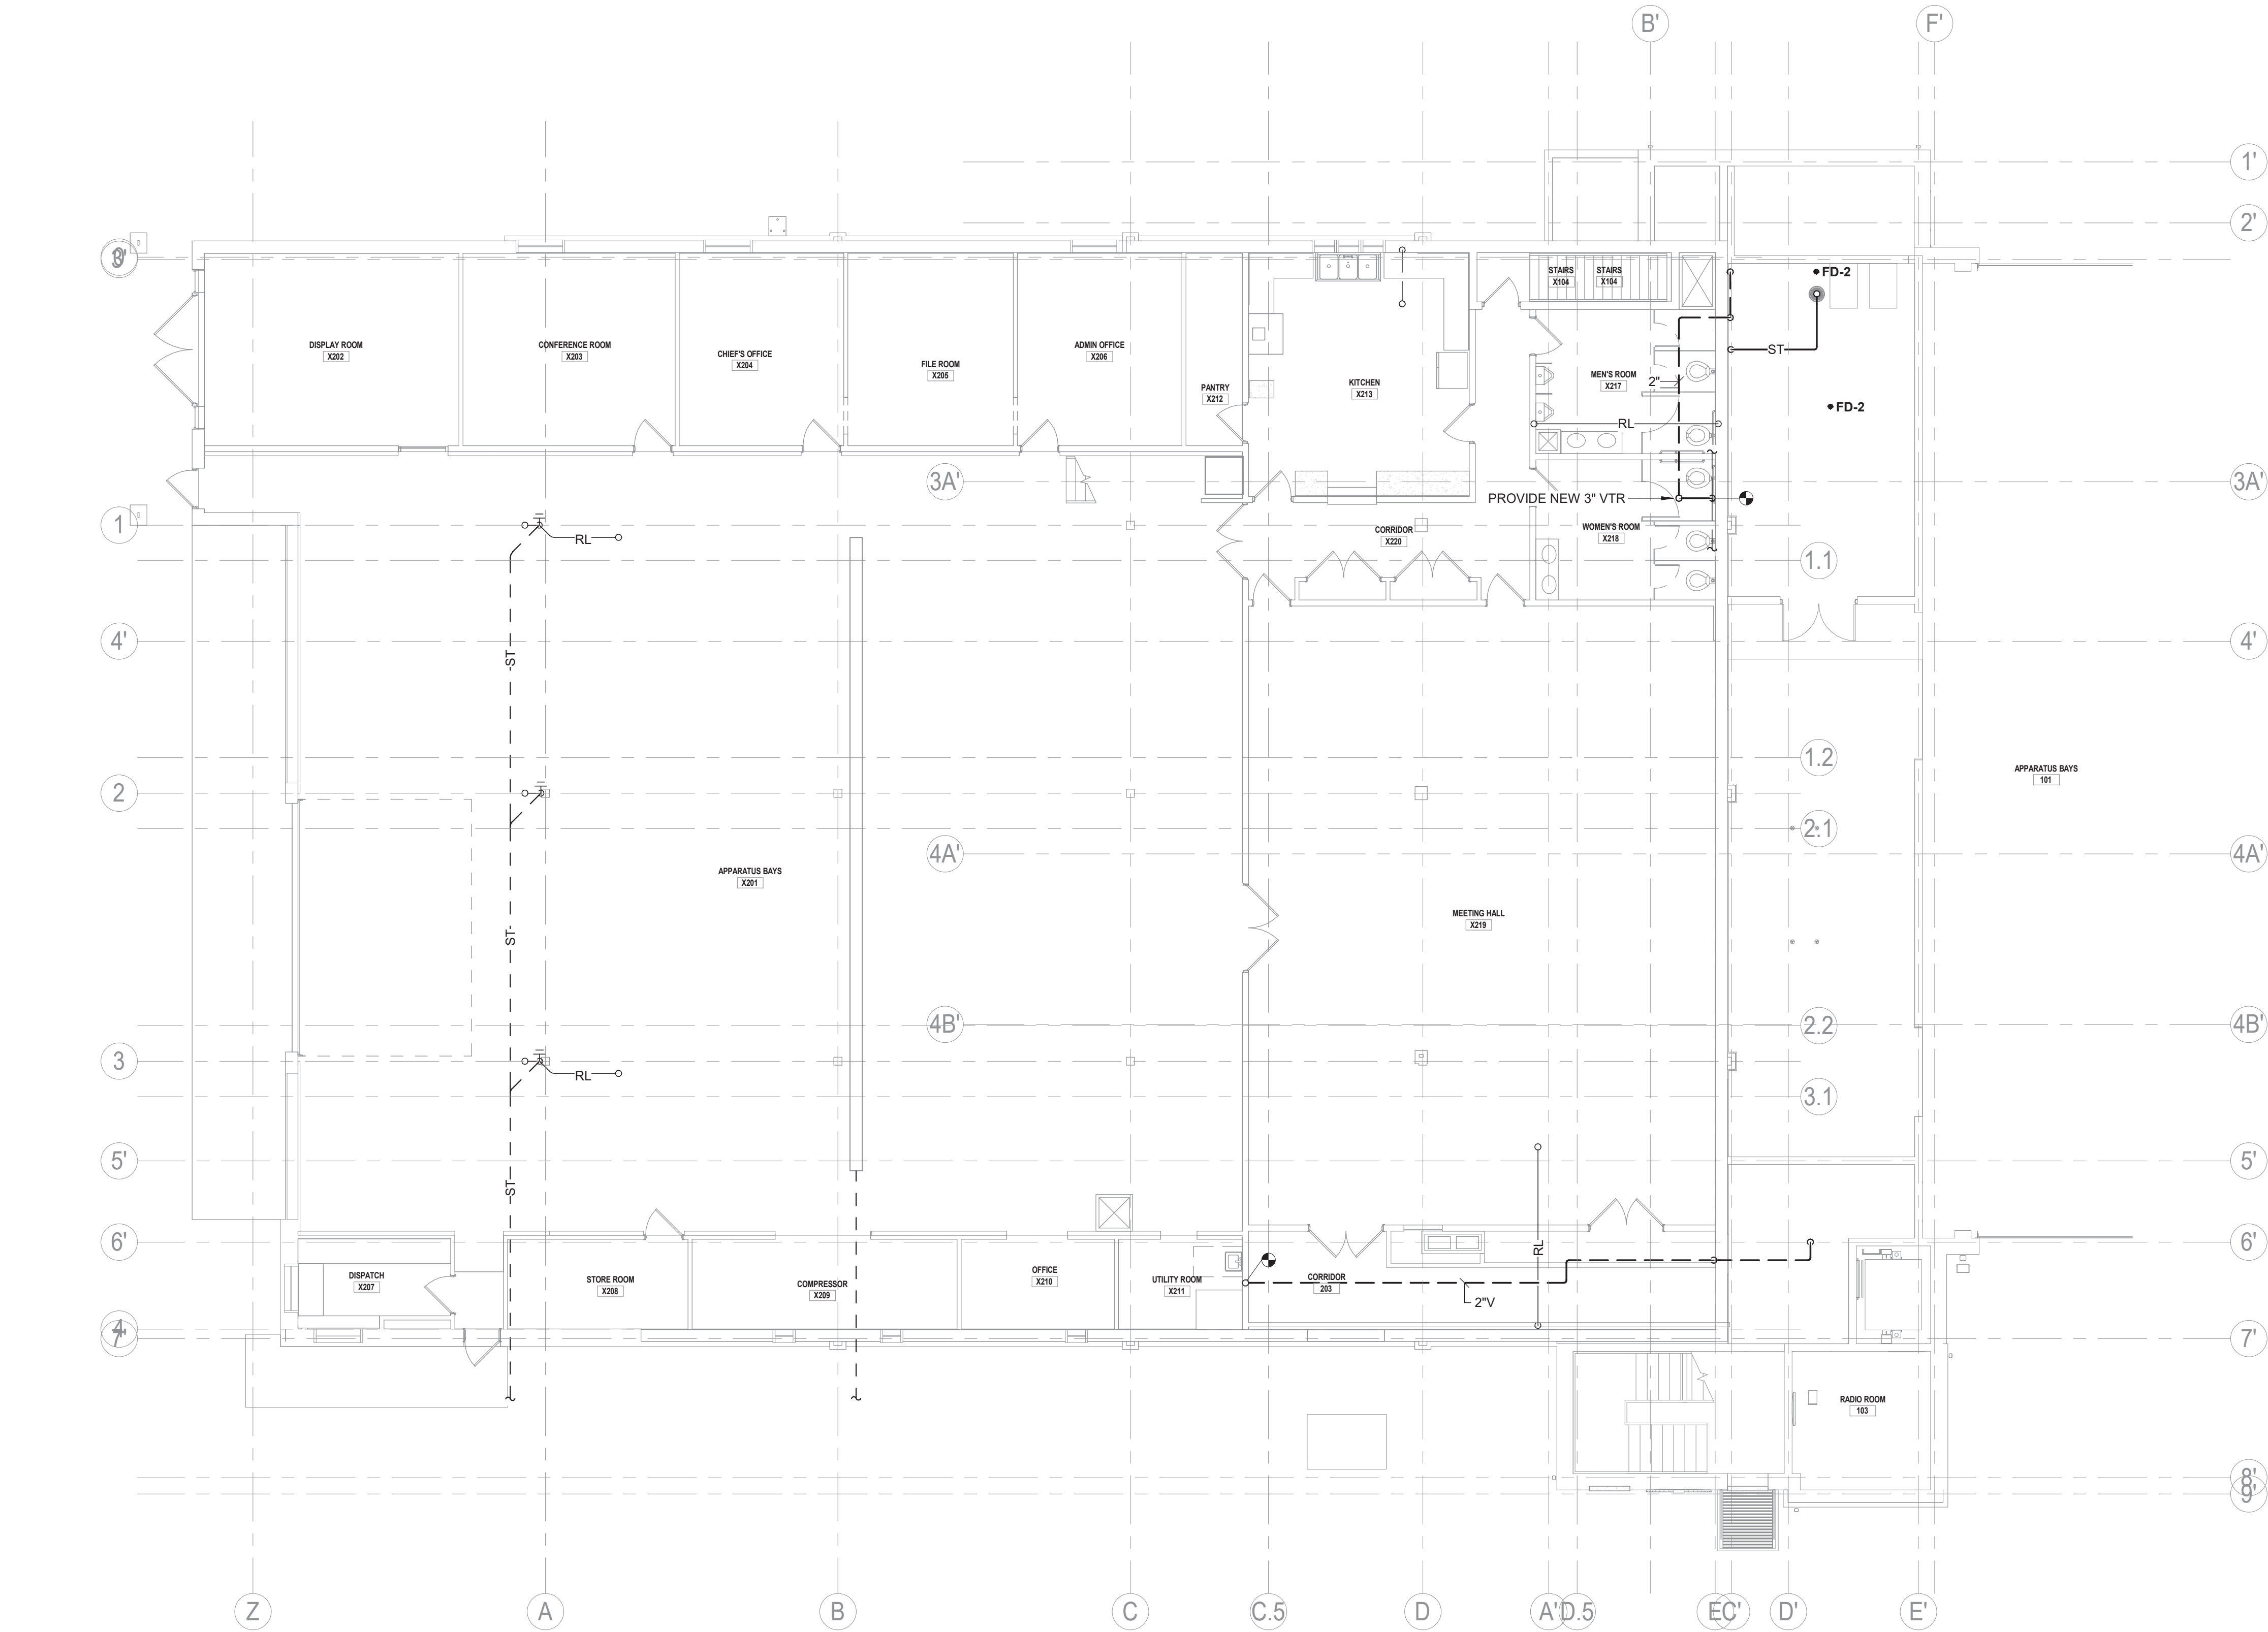 B'
F'
1'
2'
3'
FD-2
STAIRS
X104
STAIRS
X104
DISPLAY ROOM
X202
CONFERENCE ROOM
X203
CHIEF'S OFFICE
X204
FILE ROOM
X205
ADMIN OFFICE
X206
PANTRY
X212
KITCHEN
X213
MEN'S ROOM
X217
2"
ST
FD-2
RL
3A'
3A'
PROVIDE NEW 3" VTR
1
RL
CORRIDOR
X220
WOMEN'S ROOM
X218
1.1
4'
4'
ST
1.2
APPARATUS BAYS
101
2
2.1
4A'
4A'
APPARATUS BAYS
X201
MEETING HALL
X219
ST
4B'
2.2
4B'
3
RL
3.1
5'
5'
ST
6'
6'
RL
DISPATCH
X207
STORE ROOM
X208
COMPRESSOR
X209
OFFICE
X210
UTILITY ROOM
X211
CORRIDOR
203
2"V
4
7'
7'
RADIO ROOM
103
8'
9'
Z
A
B
C
C.5
D
A'
D.5
E
C'
D'
E'